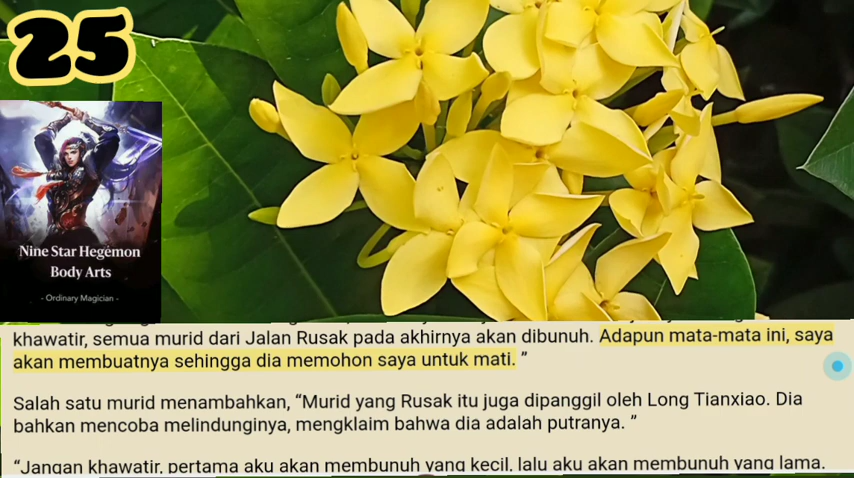 25
Nine Star Hegemon
Body Arts
- Ordinary Magician -
khawatir, semua murid dari Jalan Rusak pada akhirnya akan dibunuh. Adapun mata-mata ini, saya
akan membuatnya sehingga dia memohon saya untuk mati. ”
Salah satu murid menambahkan, “Murid yang Rusak itu juga dipanggil oleh Long Tianxiao. Dia
bahkan mencoba melindunginya, mengklaim bahwa dia adalah putranya. ”
“Jangan khawatir, pertama aku akan membunuh yang kecil, lalu aku akan membunuh yang lama.